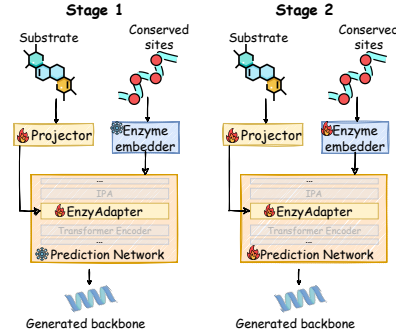 Stage 1
Substrate
Conserved
sites
Projector
Enzyme
embedder
...
IPA
EnzyAdapter
Transformer Encoder
...
Prediction Network
Generated backbone
Stage 2
Substrate
Conserved
sites
Projector
Enzyme
embedder
...
IPA
EnzyAdapter
Transformer Encoder
...
Prediction Network
Generated backbone